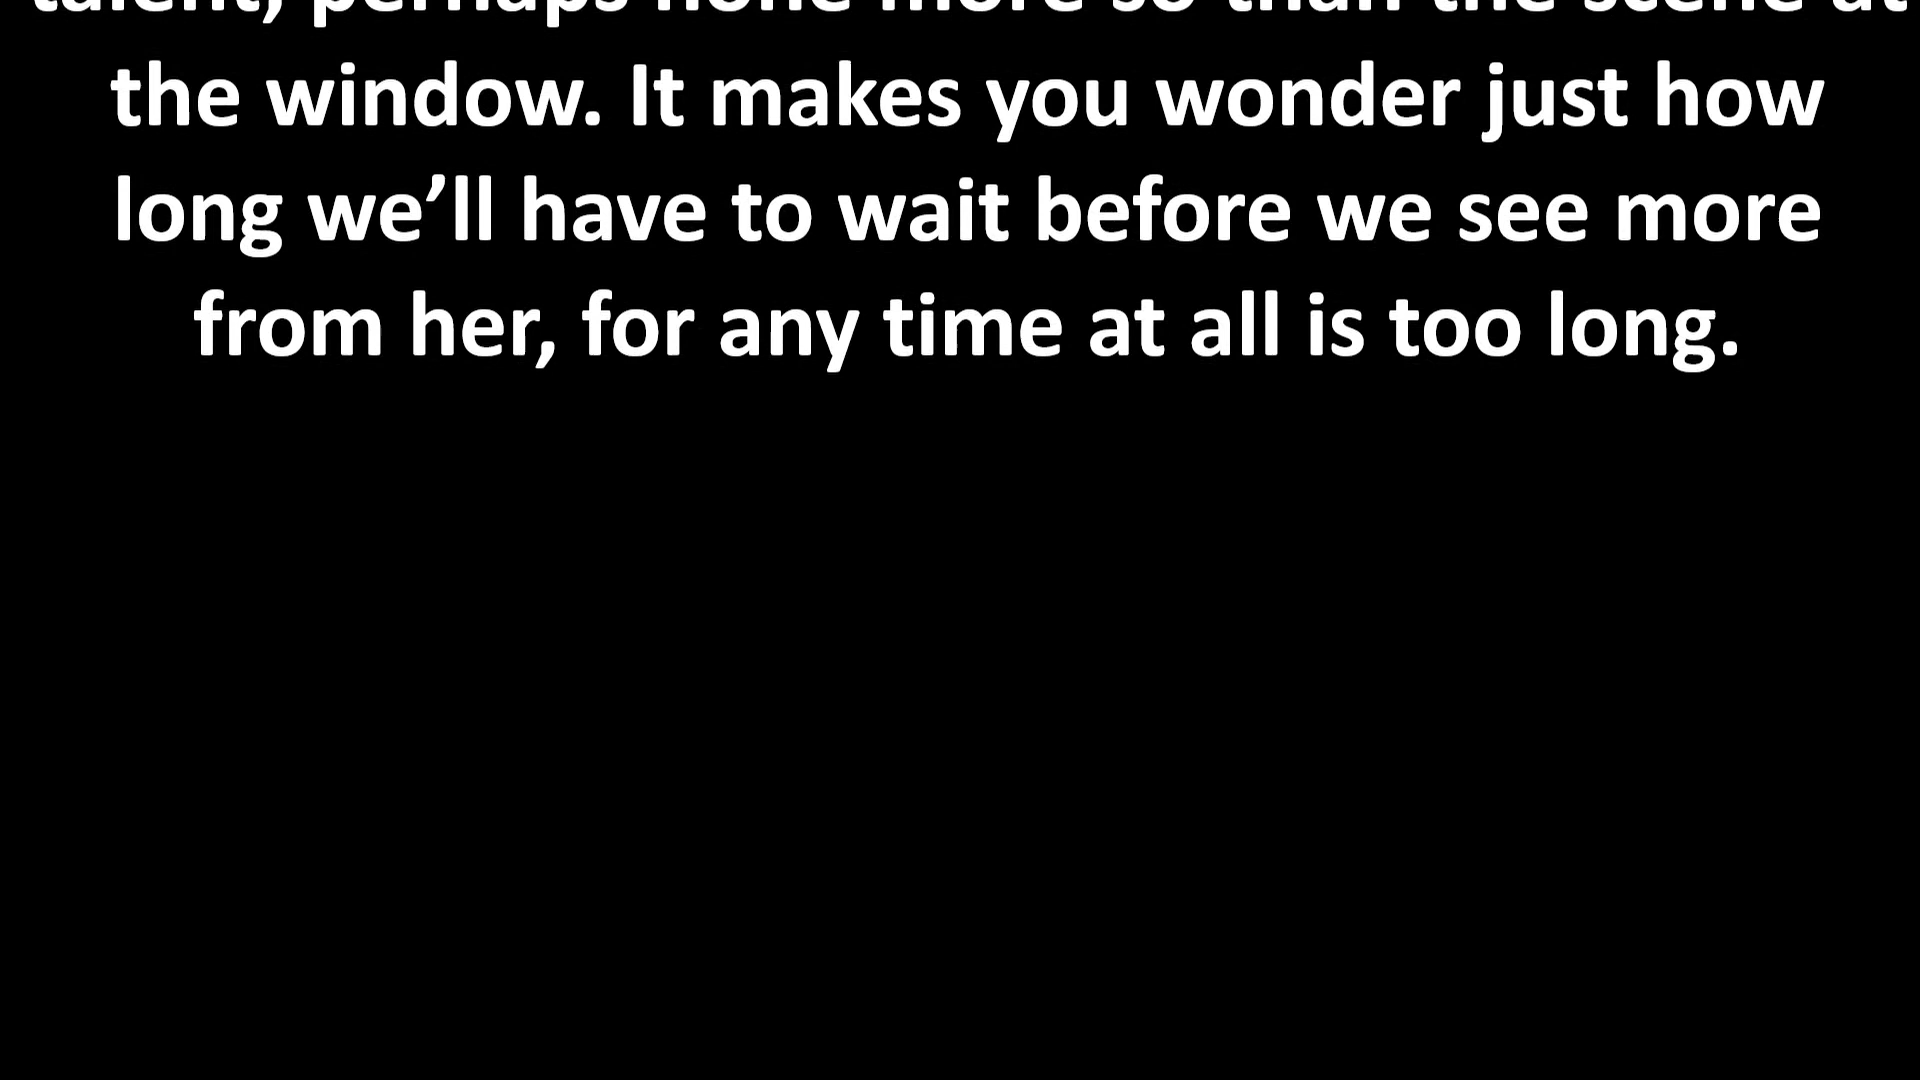 talent, perhaps none more so than the scene at
the window. It makes you wonder just how
long we’ll have to wait before we see more
from her, for any time at all is too long.